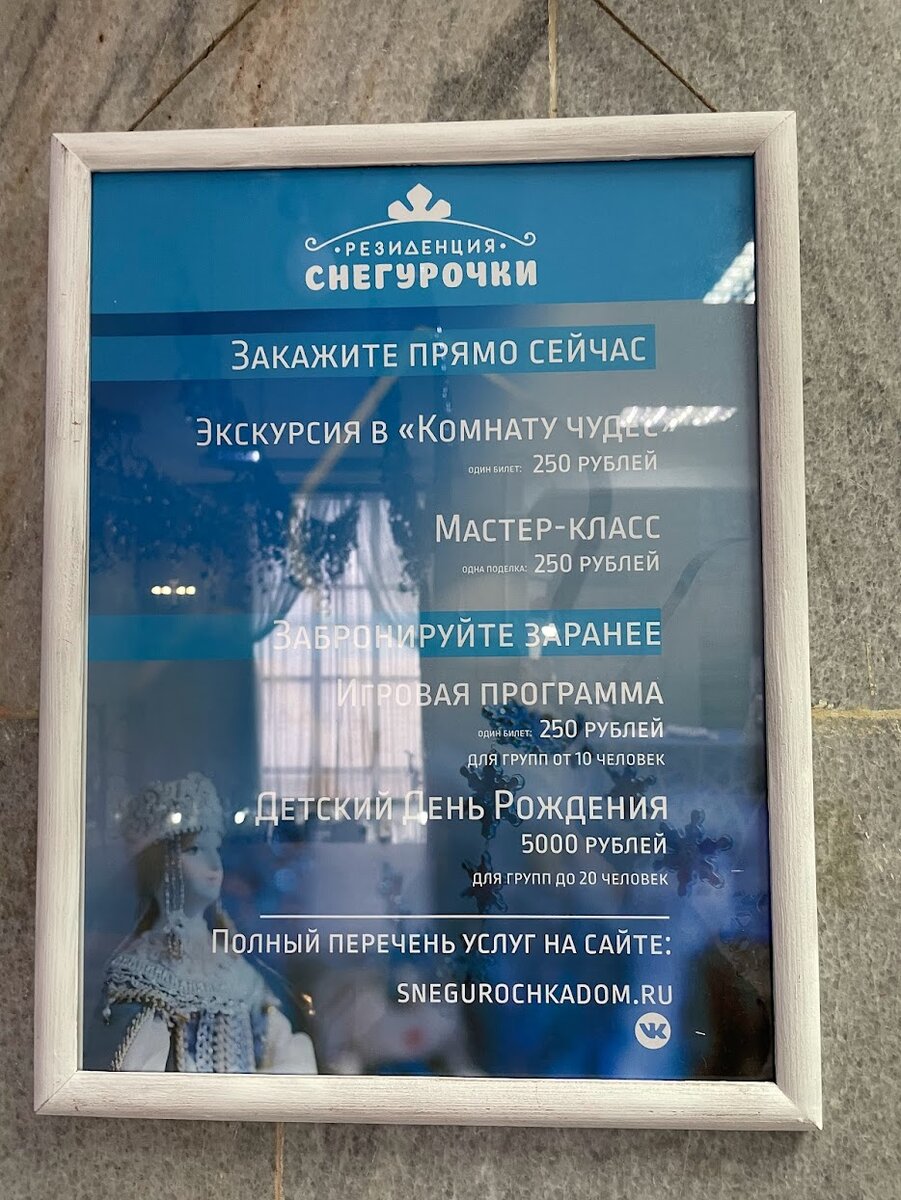 ·РЕЗИДЕНЦИЯ·
СНЕГУРОЧКИ
ЗАКАЖИТЕ ПРЯМО СЕЙЧАС
ЭКСКУРСИЯ В «КОМНАТУ ЧУДЕС»
ОДИН БИЛЕТ: 250 РУБЛЕЙ
МАСТЕР-КЛАСС
ОДНА ПОДЕЛКА: 250 РУБЛЕЙ
ЗАБРОНИРУЙТЕ ЗАРАНЕЕ
ИГРОВАЯ ПРОГРАММА
ОДИН БИЛЕТ: 250 РУБЛЕЙ
ДЛЯ ГРУПП ОТ 10 ЧЕЛОВЕК
ДЕТСКИЙ ДЕНЬ РОЖДЕНИЯ
5000 РУБЛЕЙ
ДЛЯ ГРУПП ДО 20 ЧЕЛОВЕК
ПОЛНЫЙ ПЕРЕЧЕНЬ УСЛУГ НА САЙТЕ:
SNEGUROCHKADOM.RU
VK